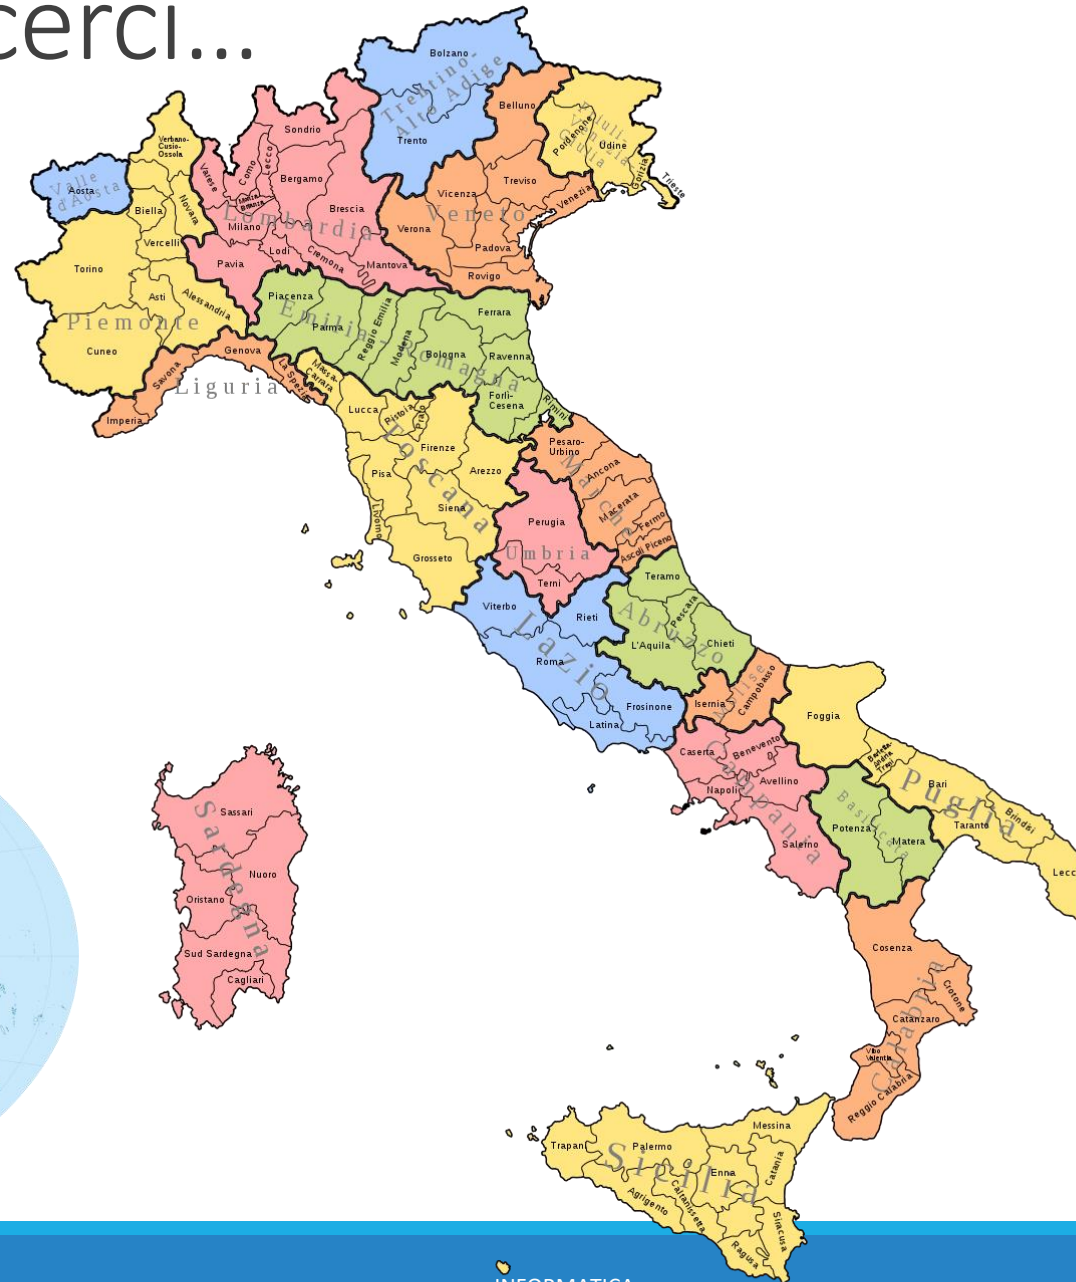 cerci...
Bolzano
Trentino-
Alto Adige
Trento
Belluno
Friuli-
Venezia
Giulia
Pordenone
Udine
Gorizia
Trieste
Verbano-
Cusio-
Ossola
Sondrio
Como
Lecco
Varese
Bergamo
Monza
Brianza
Brescia
Lombardia
Milano
Lodi
Cremona
Mantova
Pavia
Valle
d'Aosta
Aosta
Biella
Novara
Vercelli
Torino
Asti
Alessandria
Piemonte
Cuneo
Vicenza
Treviso
Venezia
Veneto
Verona
Padova
Rovigo
Piacenza
Parma
Reggio Emilia
Modena
Emilia - Romagna
Bologna
Ferrara
Ravenna
Forlì-
Cesena
Rimini
Genova
Savona
La Spezia
Liguria
Imperia
Massa-
Carrara
Lucca
Pistoia
Prato
Firenze
Toscana
Pisa
Arezzo
Livorno
Siena
Grosseto
Pesaro-
Urbino
Ancona
Marche
Macerata
Fermo
Ascoli Piceno
Perugia
Umbria
Terni
Viterbo
Rieti
Lazio
Roma
Frosinone
Latina
Teramo
Pescara
Abruzzo
L'Aquila
Chieti
Isernia
Molise
Campobasso
Foggia
Barletta-
Andria-
Trani
Bari
Puglia
Brindisi
Taranto
Lecc
Caserta
Benevento
Campania
Napoli
Avellino
Salerno
Basilicata
Potenza
Matera
Sassari
Sardegna
Nuoro
Oristano
Sud Sardegna
Cagliari
Cosenza
Crotone
Calabria
Catanzaro
Vibo
Valentia
Reggio Calabria
Messina
Trapani
Palermo
Sicilia
Enna
Catania
Agrigento
Caltanissetta
Siracusa
Ragusa
INFORMATICA